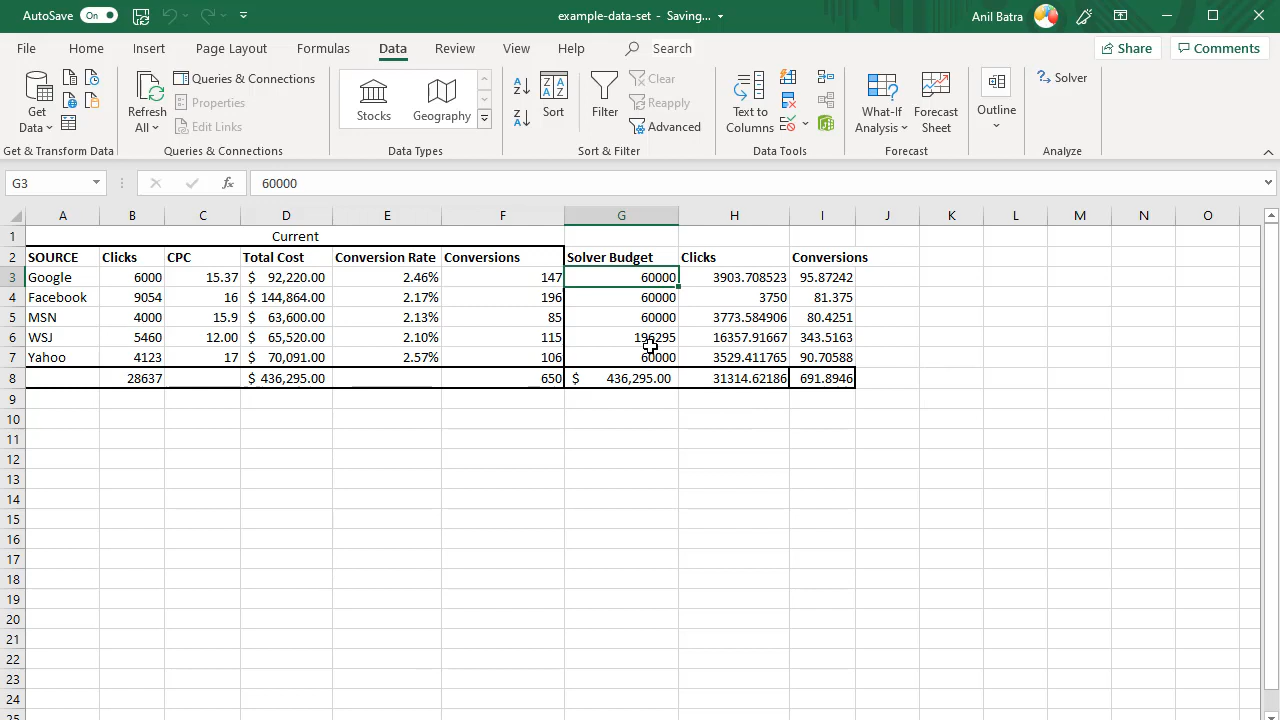 AutoSave On example-data-set - Saving... Anil Batra
File Home Insert Page Layout Formulas Data Review View Help Search Share Comments
Get Data Refresh All Queries & Connections Properties Edit Links Stocks Geography Sort Filter Clear Reapply Advanced Text to Columns What-If Analysis Forecast Sheet Outline Solver
Get & Transform Data Queries & Connections Data Types Sort & Filter Data Tools Forecast Analyze
G3 fx 60000
A B C D E F G H I J K L M N O
1 Current
2 SOURCE Clicks CPC Total Cost Conversion Rate Conversions Solver Budget Clicks Conversions
3 Google 6000 15.37 $ 92,220.00 2.46% 147 60000 3903.708523 95.87242
4 Facebook 9054 16 $ 144,864.00 2.17% 196 60000 3750 81.375
5 MSN 4000 15.9 $ 63,600.00 2.13% 85 60000 3773.584906 80.4251
6 WSJ 5460 12.00 $ 65,520.00 2.10% 115 196295 16357.91667 343.5163
7 Yahoo 4123 17 $ 70,091.00 2.57% 106 60000 3529.411765 90.70588
8 28637 $ 436,295.00 650 $ 436,295.00 31314.62186 691.8946
9
10
11
12
13
14
15
16
17
18
19
20
21
22
23
24
25